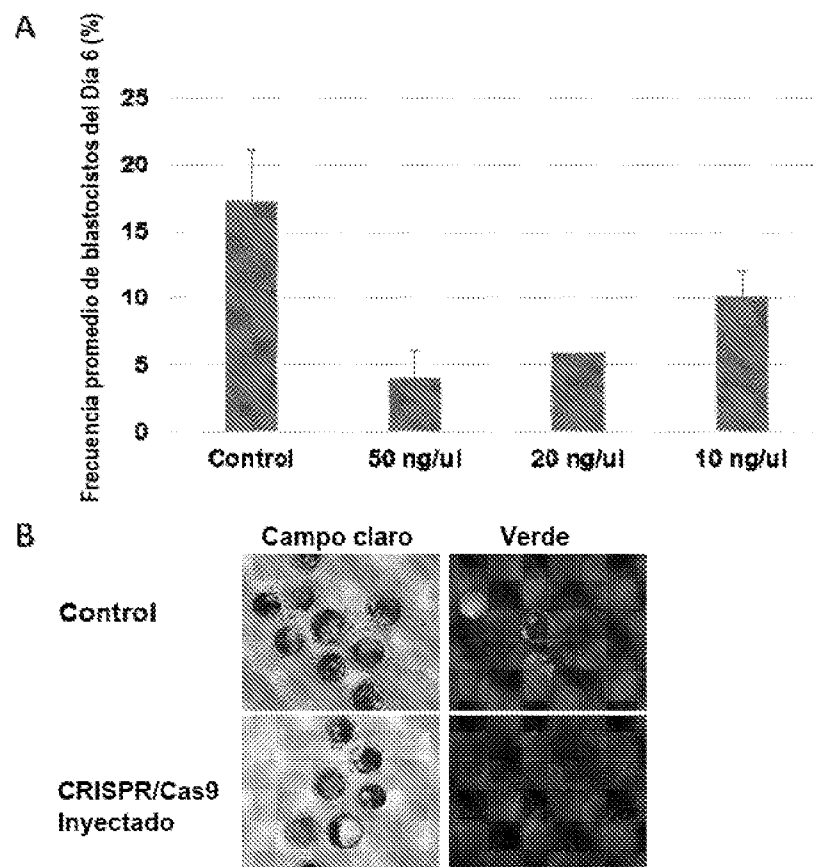 A
Frecuencia promedio de blastocistos del Día 6 (%)
25
20
15
10
5
0
Control
50 ng/ul
20 ng/ul
10 ng/ul
B
Campo claro
Verde
Control
CRISPR/Cas9
Inyectado